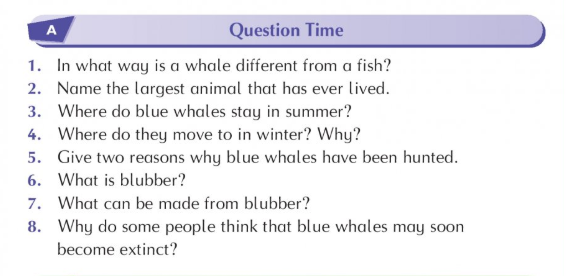 A Question Time
1. In what way is a whale different from a fish?
2. Name the largest animal that has ever lived.
3. Where do blue whales stay in summer?
4. Where do they move to in winter? Why?
5. Give two reasons why blue whales have been hunted.
6. What is blubber?
7. What can be made from blubber?
8. Why do some people think that blue whales may soon
become extinct?